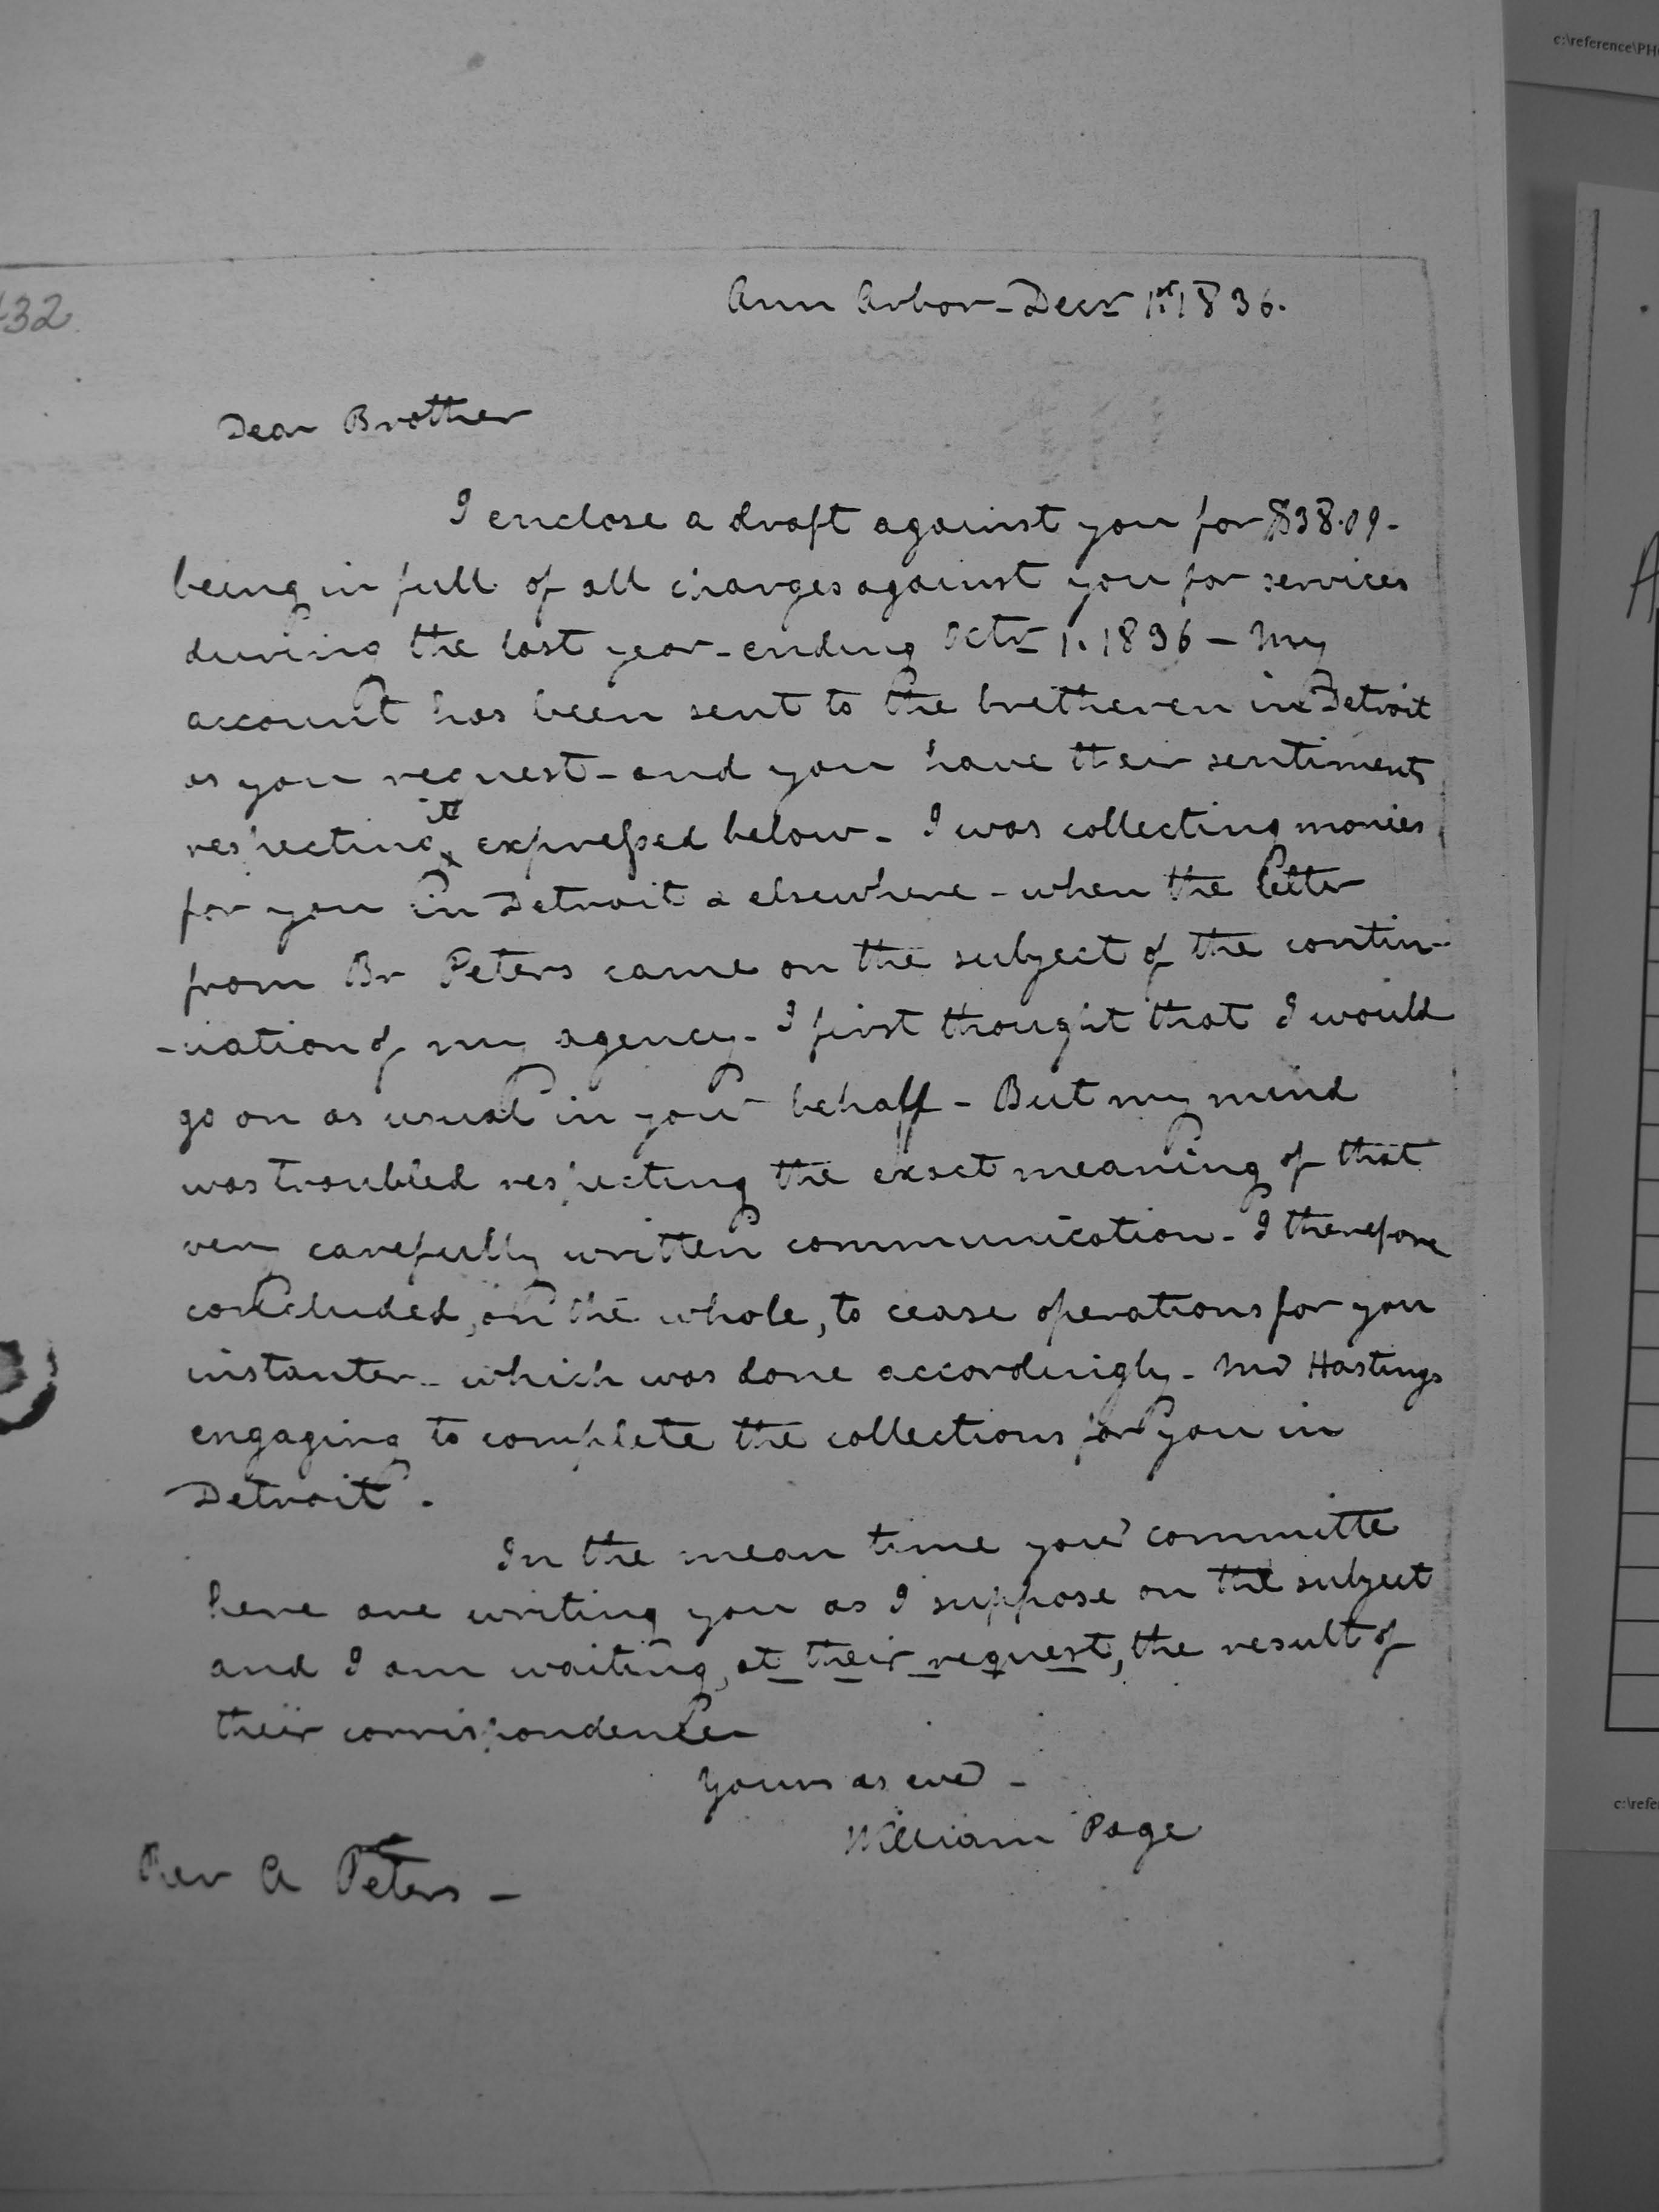 c:\reference\PH
432
Ann Arbor - Decr 1st 1836.
Dear Brother
I enclose a draft against you for $38.09 -
being in full of all charges against you for services
during the last year - ending Octr 1. 1836 - My
account has been sent to the bretheren in Detroit
as you request - and you have their sentiments
it
respecting ^ expressed below - I was collecting monies
for you in Detroit & elsewhere - when the letter
from Br Peters came on the subject of the contin-
-uation of my agency - I first thought that I would
go on as usual in your behalf - But my mind
was troubled respecting the exact meaning of that
very carefully written communication - I therefore
concluded, on the whole, to cease operations for you
instanter - which was done accordingly - Mr Hastings
engaging to complete the collections for you in
Detroit.
In the mean time your committe
here are writing you as I suppose on the subject
and I am waiting, at their request, the result of
their corrispondence
Yours as ever -
William Page
Rev A Peters -
c:\refe